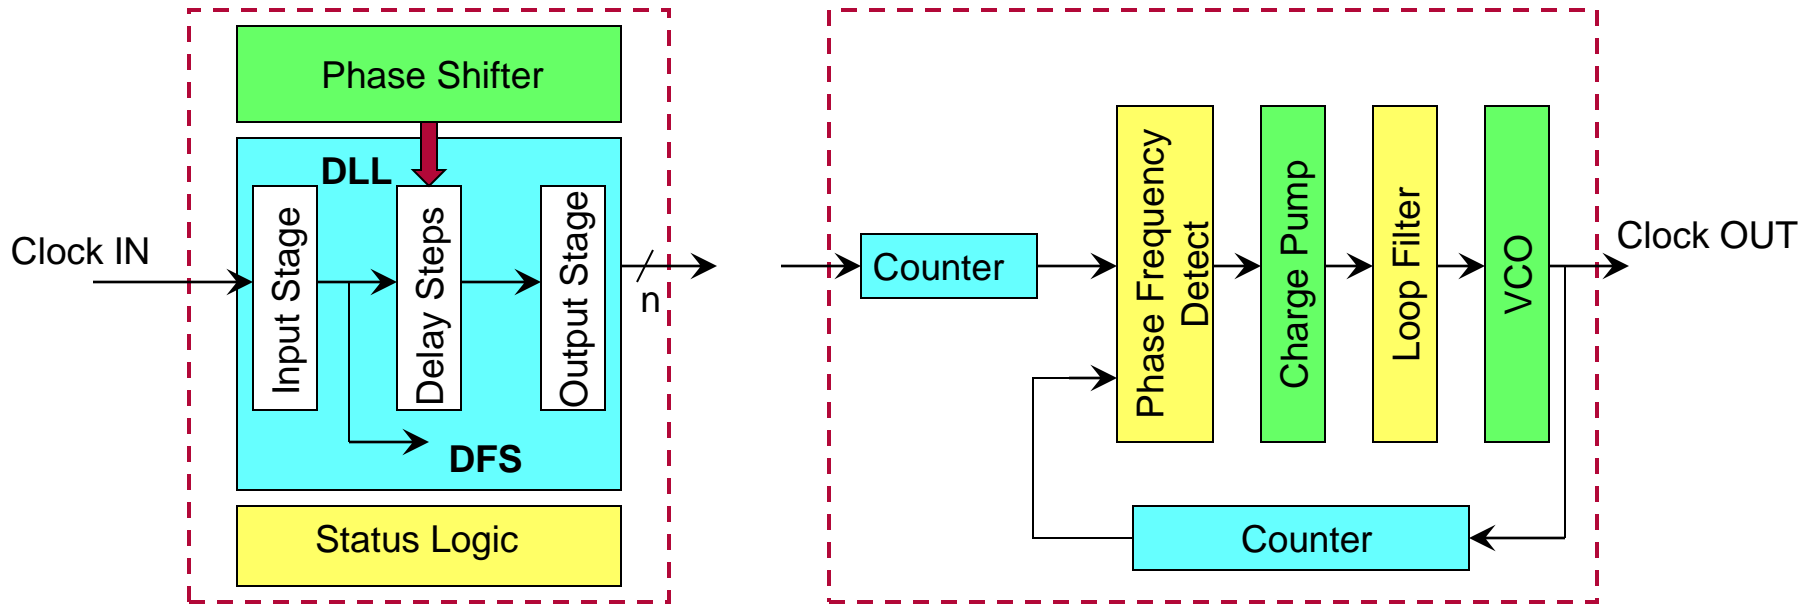 Phase Shifter
DLL
Clock IN
Input Stage
Delay Steps
Output Stage
n
DFS
Status Logic
Counter
Phase Frequency
Detect
Charge Pump
Loop Filter
VCO
Clock OUT
Counter